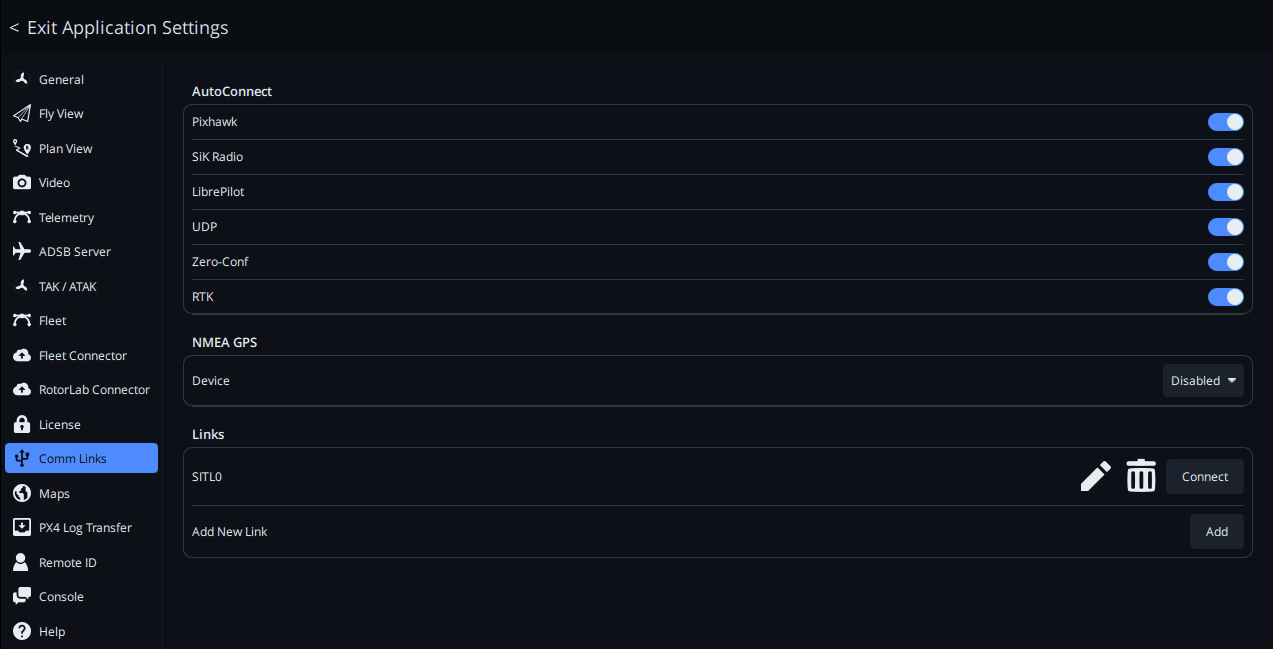 < Exit Application Settings
General
Fly View
Plan View
Video
Telemetry
ADSB Server
TAK / ATAK
Fleet
Fleet Connector
RotorLab Connector
License
Comm Links
Maps
PX4 Log Transfer
Remote ID
Console
Help
AutoConnect
Pixhawk
SiK Radio
LibrePilot
UDP
Zero-Conf
RTK
NMEA GPS
Device Disabled
Links
SITL0 Connect
Add New Link Add